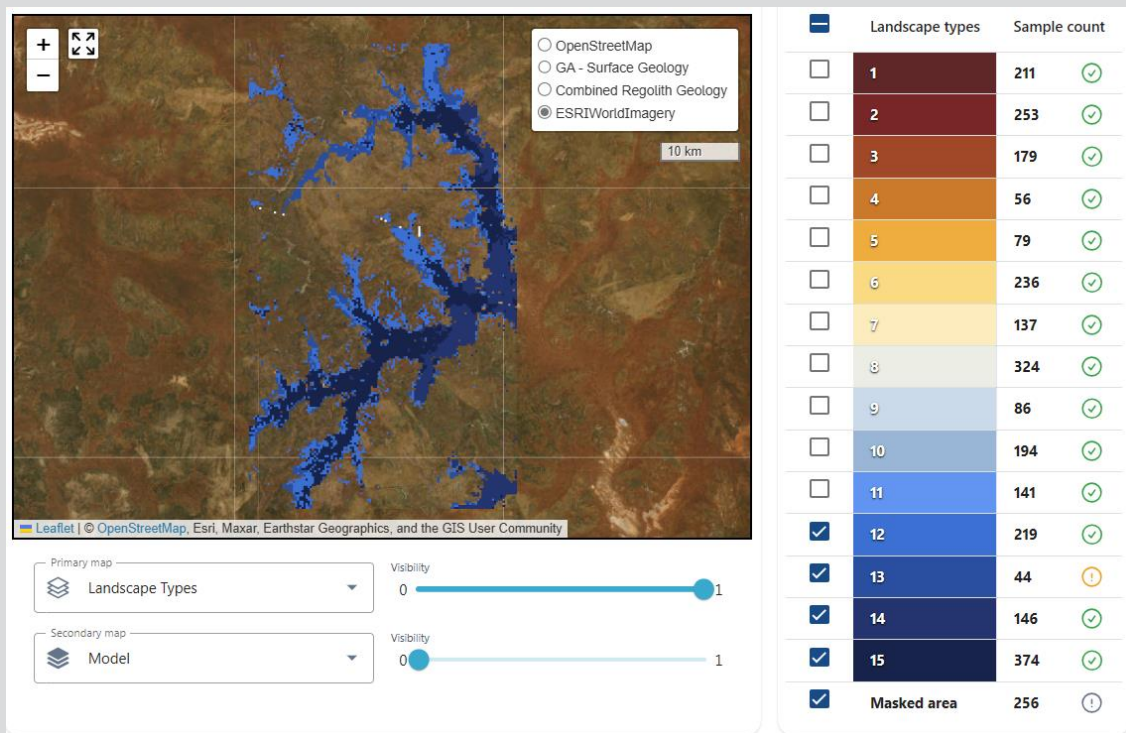 +
−
OpenStreetMap
GA - Surface Geology
Combined Regolith Geology
ESRIWorldImagery
10 km
Leaflet | © OpenStreetMap, Esri, Maxar, Earthstar Geographics, and the GIS User Community
Primary map
Landscape Types
Visibility
0 1
Secondary map
Model
Visibility
0 1
Landscape types Sample count
1 211
2 253
3 179
4 56
5 79
6 236
7 137
8 324
9 86
10 194
11 141
12 219
13 44
14 146
15 374
Masked area 256